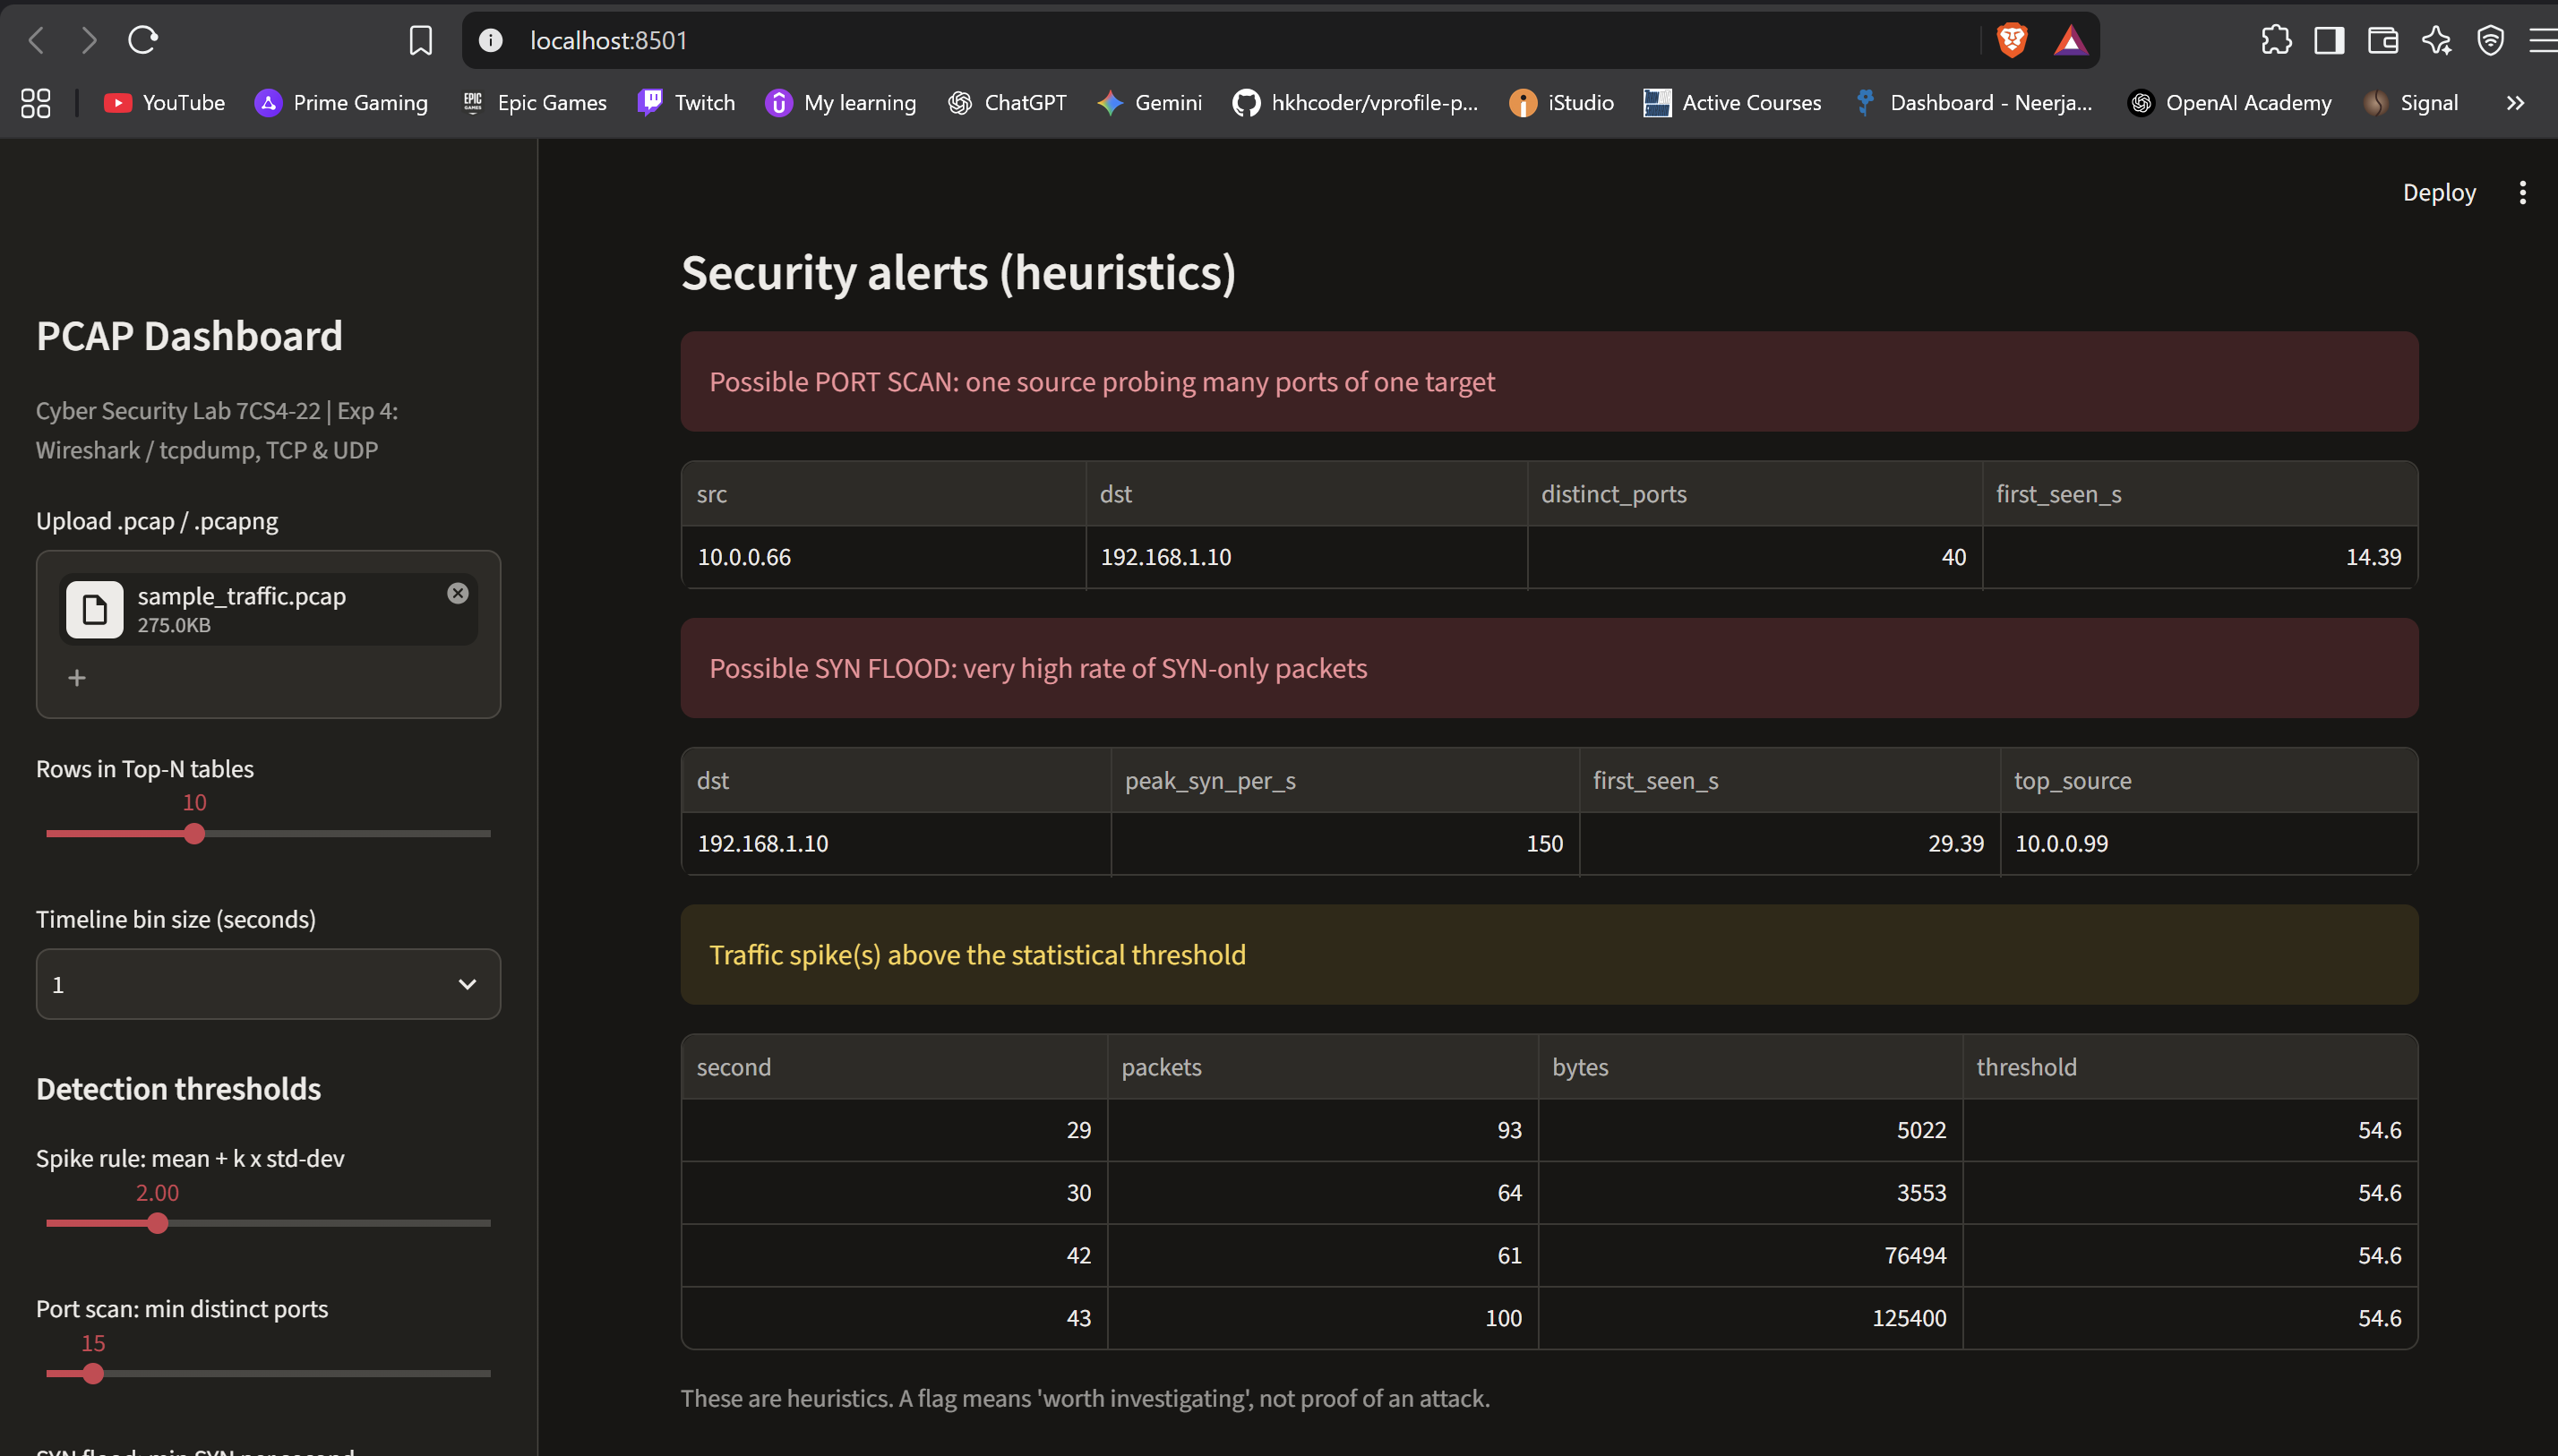 localhost:8501
YouTube
Prime Gaming
EPIC GAMES
Epic Games
Twitch
My learning
ChatGPT
Gemini
hkhcoder/vprofile-p...
iStudio
Active Courses
Dashboard - Neerja...
OpenAI Academy
Signal
Deploy
PCAP Dashboard
Cyber Security Lab 7CS4-22 | Exp 4:
Wireshark / tcpdump, TCP & UDP
Upload .pcap / .pcapng
sample_traffic.pcap
275.0KB
Rows in Top-N tables
10
Timeline bin size (seconds)
1
Detection thresholds
Spike rule: mean + k x std-dev
2.00
Port scan: min distinct ports
15
Security alerts (heuristics)
Possible PORT SCAN: one source probing many ports of one target
src dst distinct_ports first_seen_s
10.0.0.66 192.168.1.10 40 14.39
Possible SYN FLOOD: very high rate of SYN-only packets
dst peak_syn_per_s first_seen_s top_source
192.168.1.10 150 29.39 10.0.0.99
Traffic spike(s) above the statistical threshold
second packets bytes threshold
29 93 5022 54.6
30 64 3553 54.6
42 61 76494 54.6
43 100 125400 54.6
These are heuristics. A flag means 'worth investigating', not proof of an attack.